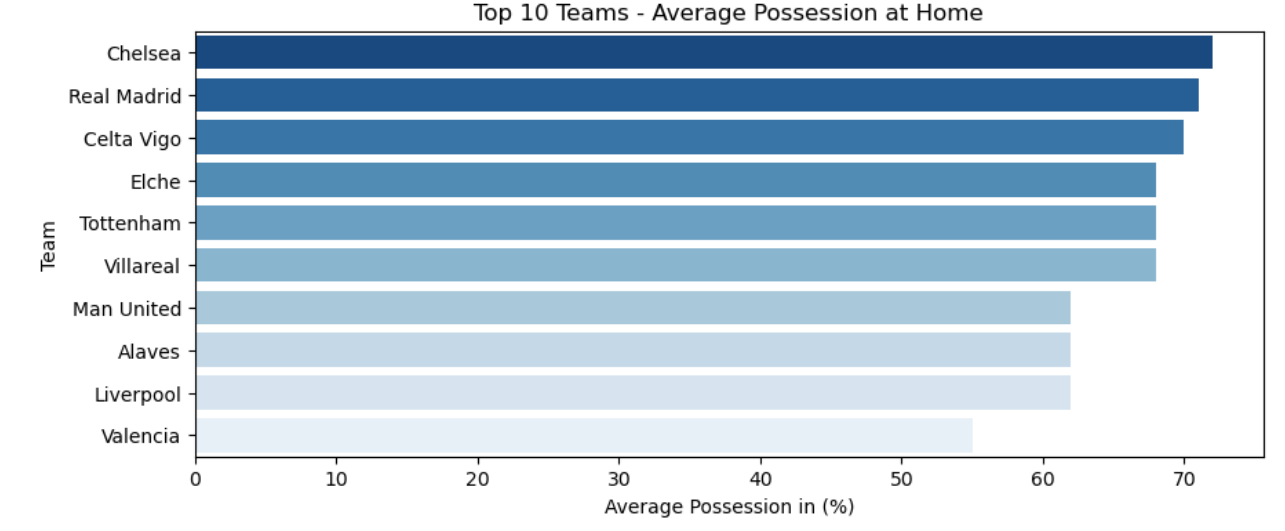 Top 10 Teams - Average Possession at Home
Chelsea
Real Madrid
Celta Vigo
Elche
Tottenham
Villareal
Man United
Alaves
Liverpool
Valencia
Team
0 10 20 30 40 50 60 70
Average Possession in (%)